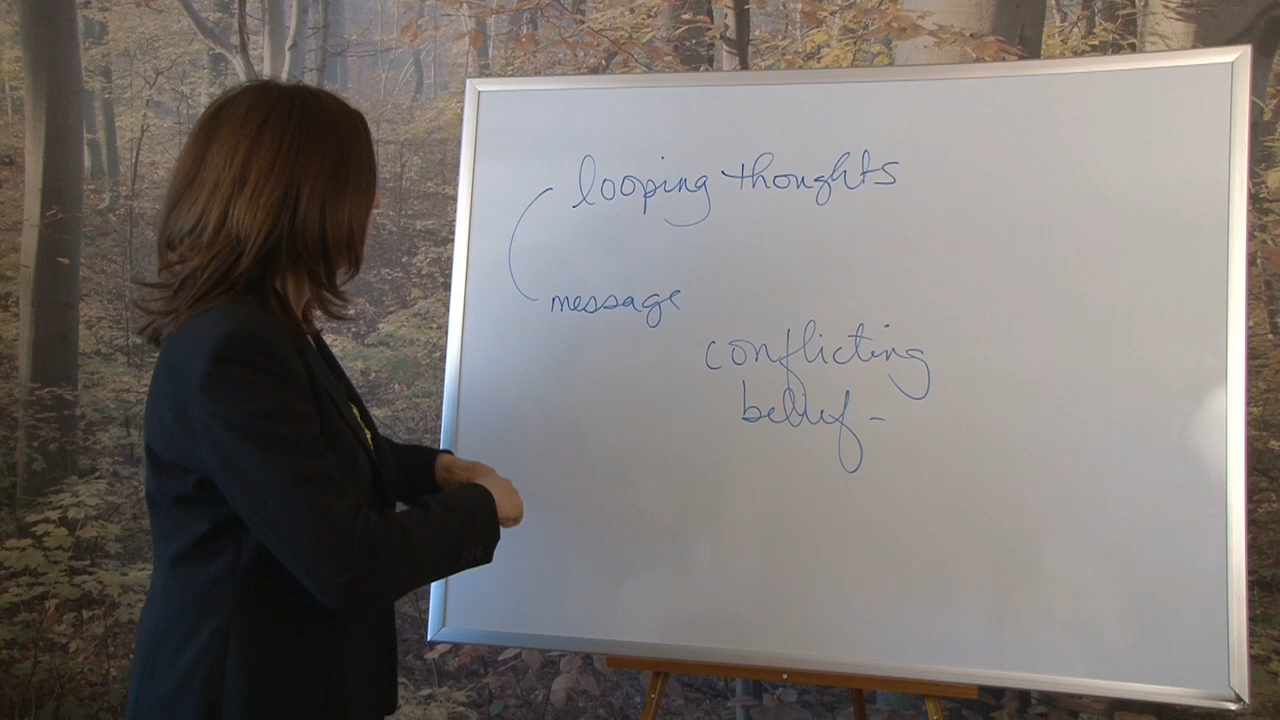 looping thoughts
message
conflicting
belief -